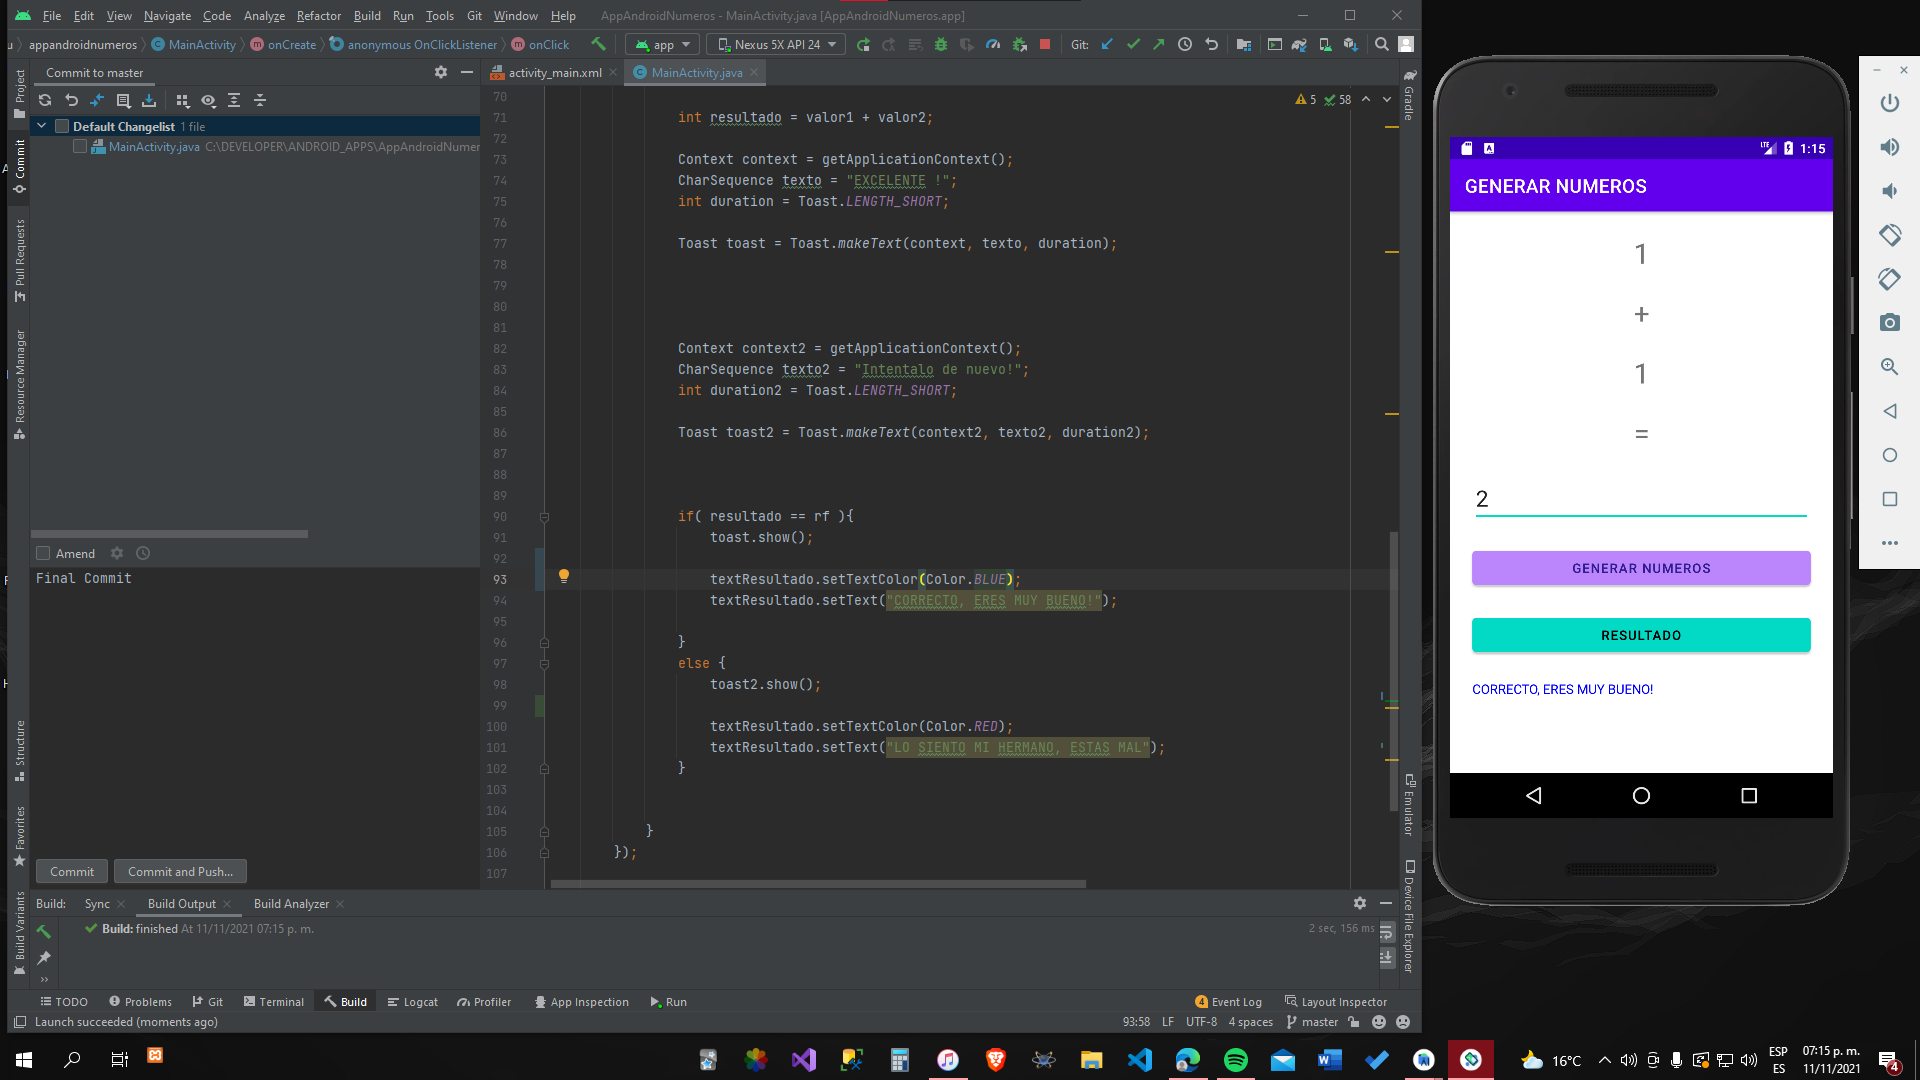 File Edit View Navigate Code Analyze Refactor Build Run Tools Git Window Help AppAndroidNumeros - MainActivity.java [AppAndroidNumeros.app]
appandroidnumeros MainActivity onCreate anonymous OnClickListener onClick app Nexus 5X API 24 Git:
Commit to master
activity_main.xml
MainActivity.java
Default Changelist 1 file
MainActivity.java C:\DEVELOPER\ANDROID_APPS\AppAndroidNumer
Amend
Final Commit
Commit
Commit and Push...
Project
Commit
Pull Requests
Resource Manager
Structure
Favorites
Build Variants
5 58
70
71 int resultado = valor1 + valor2;
72
73 Context context = getApplicationContext();
74 CharSequence texto = "EXCELENTE !";
75 int duration = Toast.LENGTH_SHORT;
76
77 Toast toast = Toast.makeText(context, texto, duration);
78
79
80
81
82 Context context2 = getApplicationContext();
83 CharSequence texto2 = "Intentalo de nuevo!";
84 int duration2 = Toast.LENGTH_SHORT;
85
86 Toast toast2 = Toast.makeText(context2, texto2, duration2);
87
88
89
90 if( resultado == rf ){
91 toast.show();
92
93 textResultado.setTextColor(Color.BLUE);
94 textResultado.setText("CORRECTO, ERES MUY BUENO!");
95
96 }
97 else {
98 toast2.show();
99
100 textResultado.setTextColor(Color.RED);
101 textResultado.setText("LO SIENTO MI HERMANO, ESTAS MAL");
102 }
103
104
105 }
106 });
107
Gradle
Emulator
Device File Explorer
Build: Sync Build Output Build Analyzer
Build: finished At 11/11/2021 07:15 p. m.
2 sec, 156 ms
TODO Problems Git Terminal Build Logcat Profiler App Inspection Run
4 Event Log Layout Inspector
Launch succeeded (moments ago)
93:58 LF UTF-8 4 spaces master
LTE 1:15
GENERAR NUMEROS
1
+
1
=
2
GENERAR NUMEROS
RESULTADO
CORRECTO, ERES MUY BUENO!
16°C
ESP
ES
07:15 p. m.
11/11/2021
4